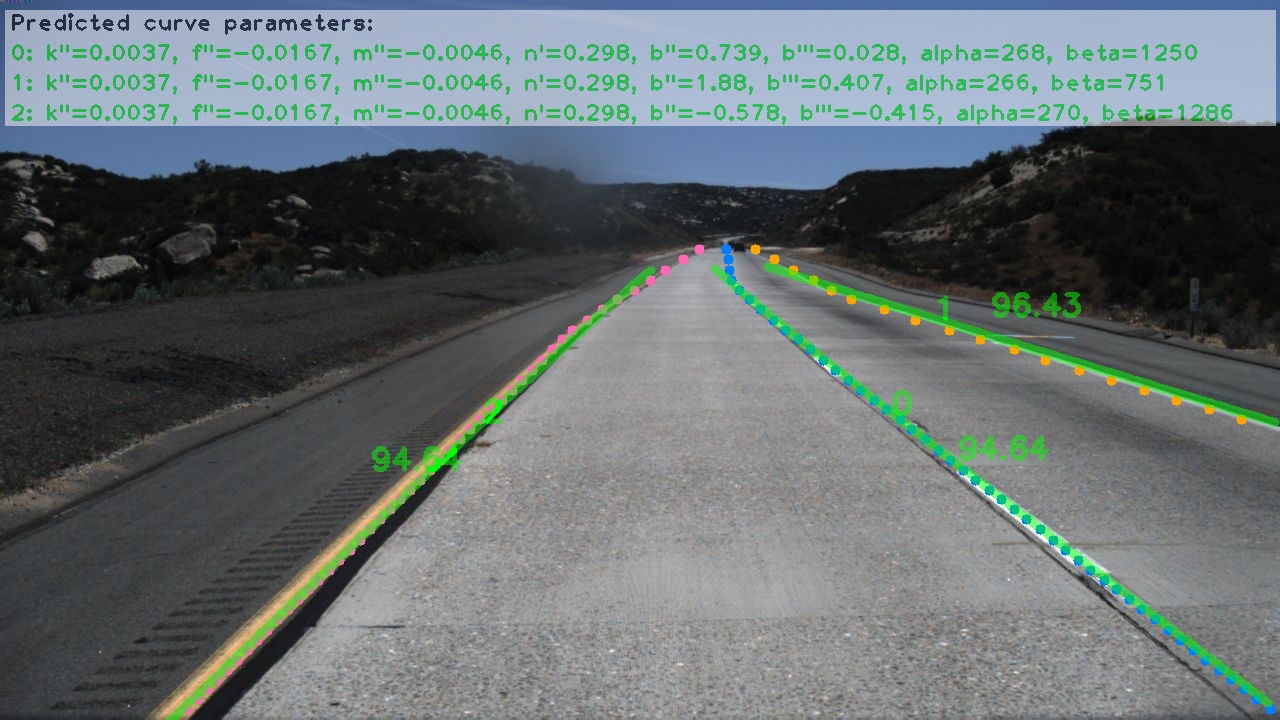 Predicted curve parameters:
0: k''=0.0037, f''=−0.0167, m''=−0.0046, n'=0.298, b''=0.739, b'''=0.028, alpha=268, beta=1250
1: k''=0.0037, f''=−0.0167, m''=−0.0046, n'=0.298, b''=1.88, b'''=0.407, alpha=266, beta=751
2: k''=0.0037, f''=−0.0167, m''=−0.0046, n'=0.298, b''=−0.578, b'''=−0.415, alpha=270, beta=1286
1 96.43
0
2
94.64
94.64